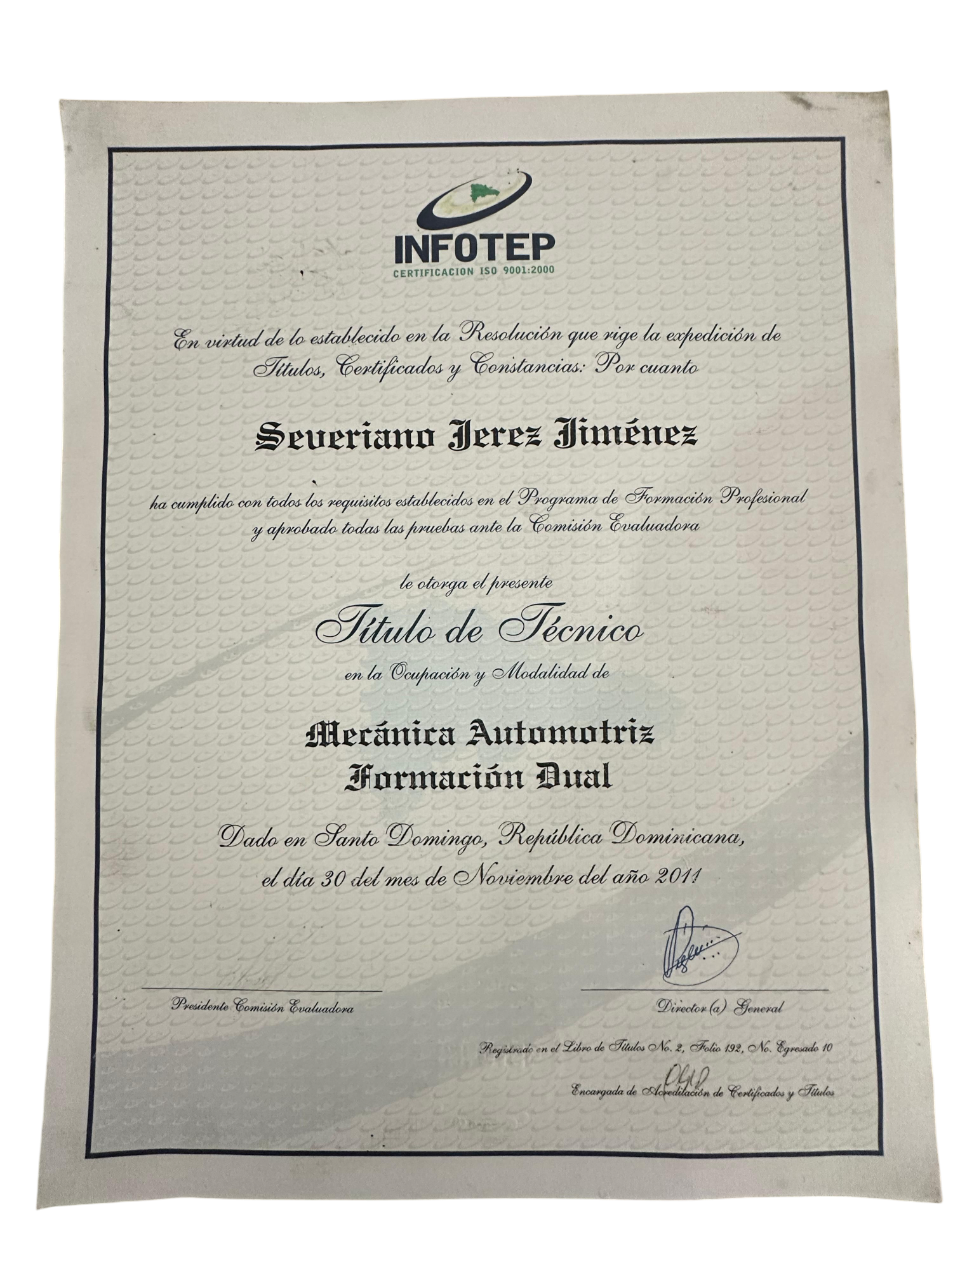 INFOTEP
CERTIFICACION ISO 9001:2000
En virtud de lo establecido en la Resolución que rige la expedición de
Títulos, Certificados y Constancias: Por cuanto
Severiano Jerez Jiménez
ha cumplido con todos los requisitos establecidos en el Programa de Formación Profesional
y aprobado todas las pruebas ante la Comisión Evaluadora
le otorga el presente
Título de Técnico
en la Ocupación y Modalidad de
Mecánica Automotriz
Formación Dual
Dado en Santo Domingo, República Dominicana,
el día 30 del mes de Noviembre del año 2011
Presidente Comisión Evaluadora
Director (a) General
Registrado en el Libro de Títulos No. 2, Folio 192, No. Egresado 10
Encargada de Acreditación de Certificados y Títulos